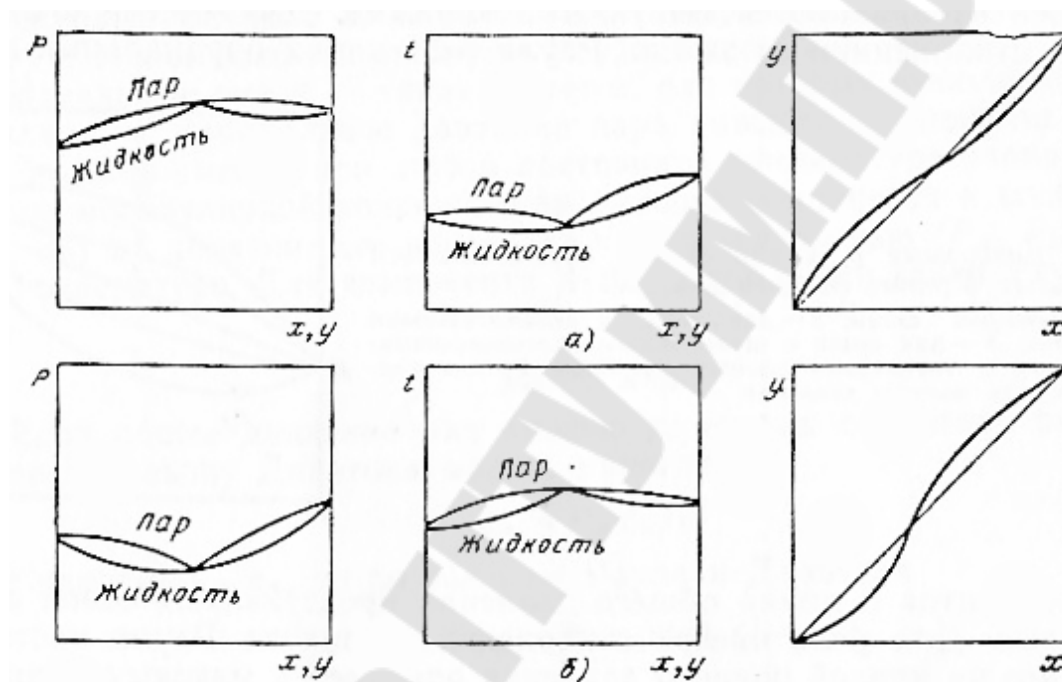 P
Пар
Жидкость
x,y
t
Пар
Жидкость
а)
x,y
y
x
P
Пар
Жидкость
x,y
t
Пар
Жидкость
б)
x,y
y
x